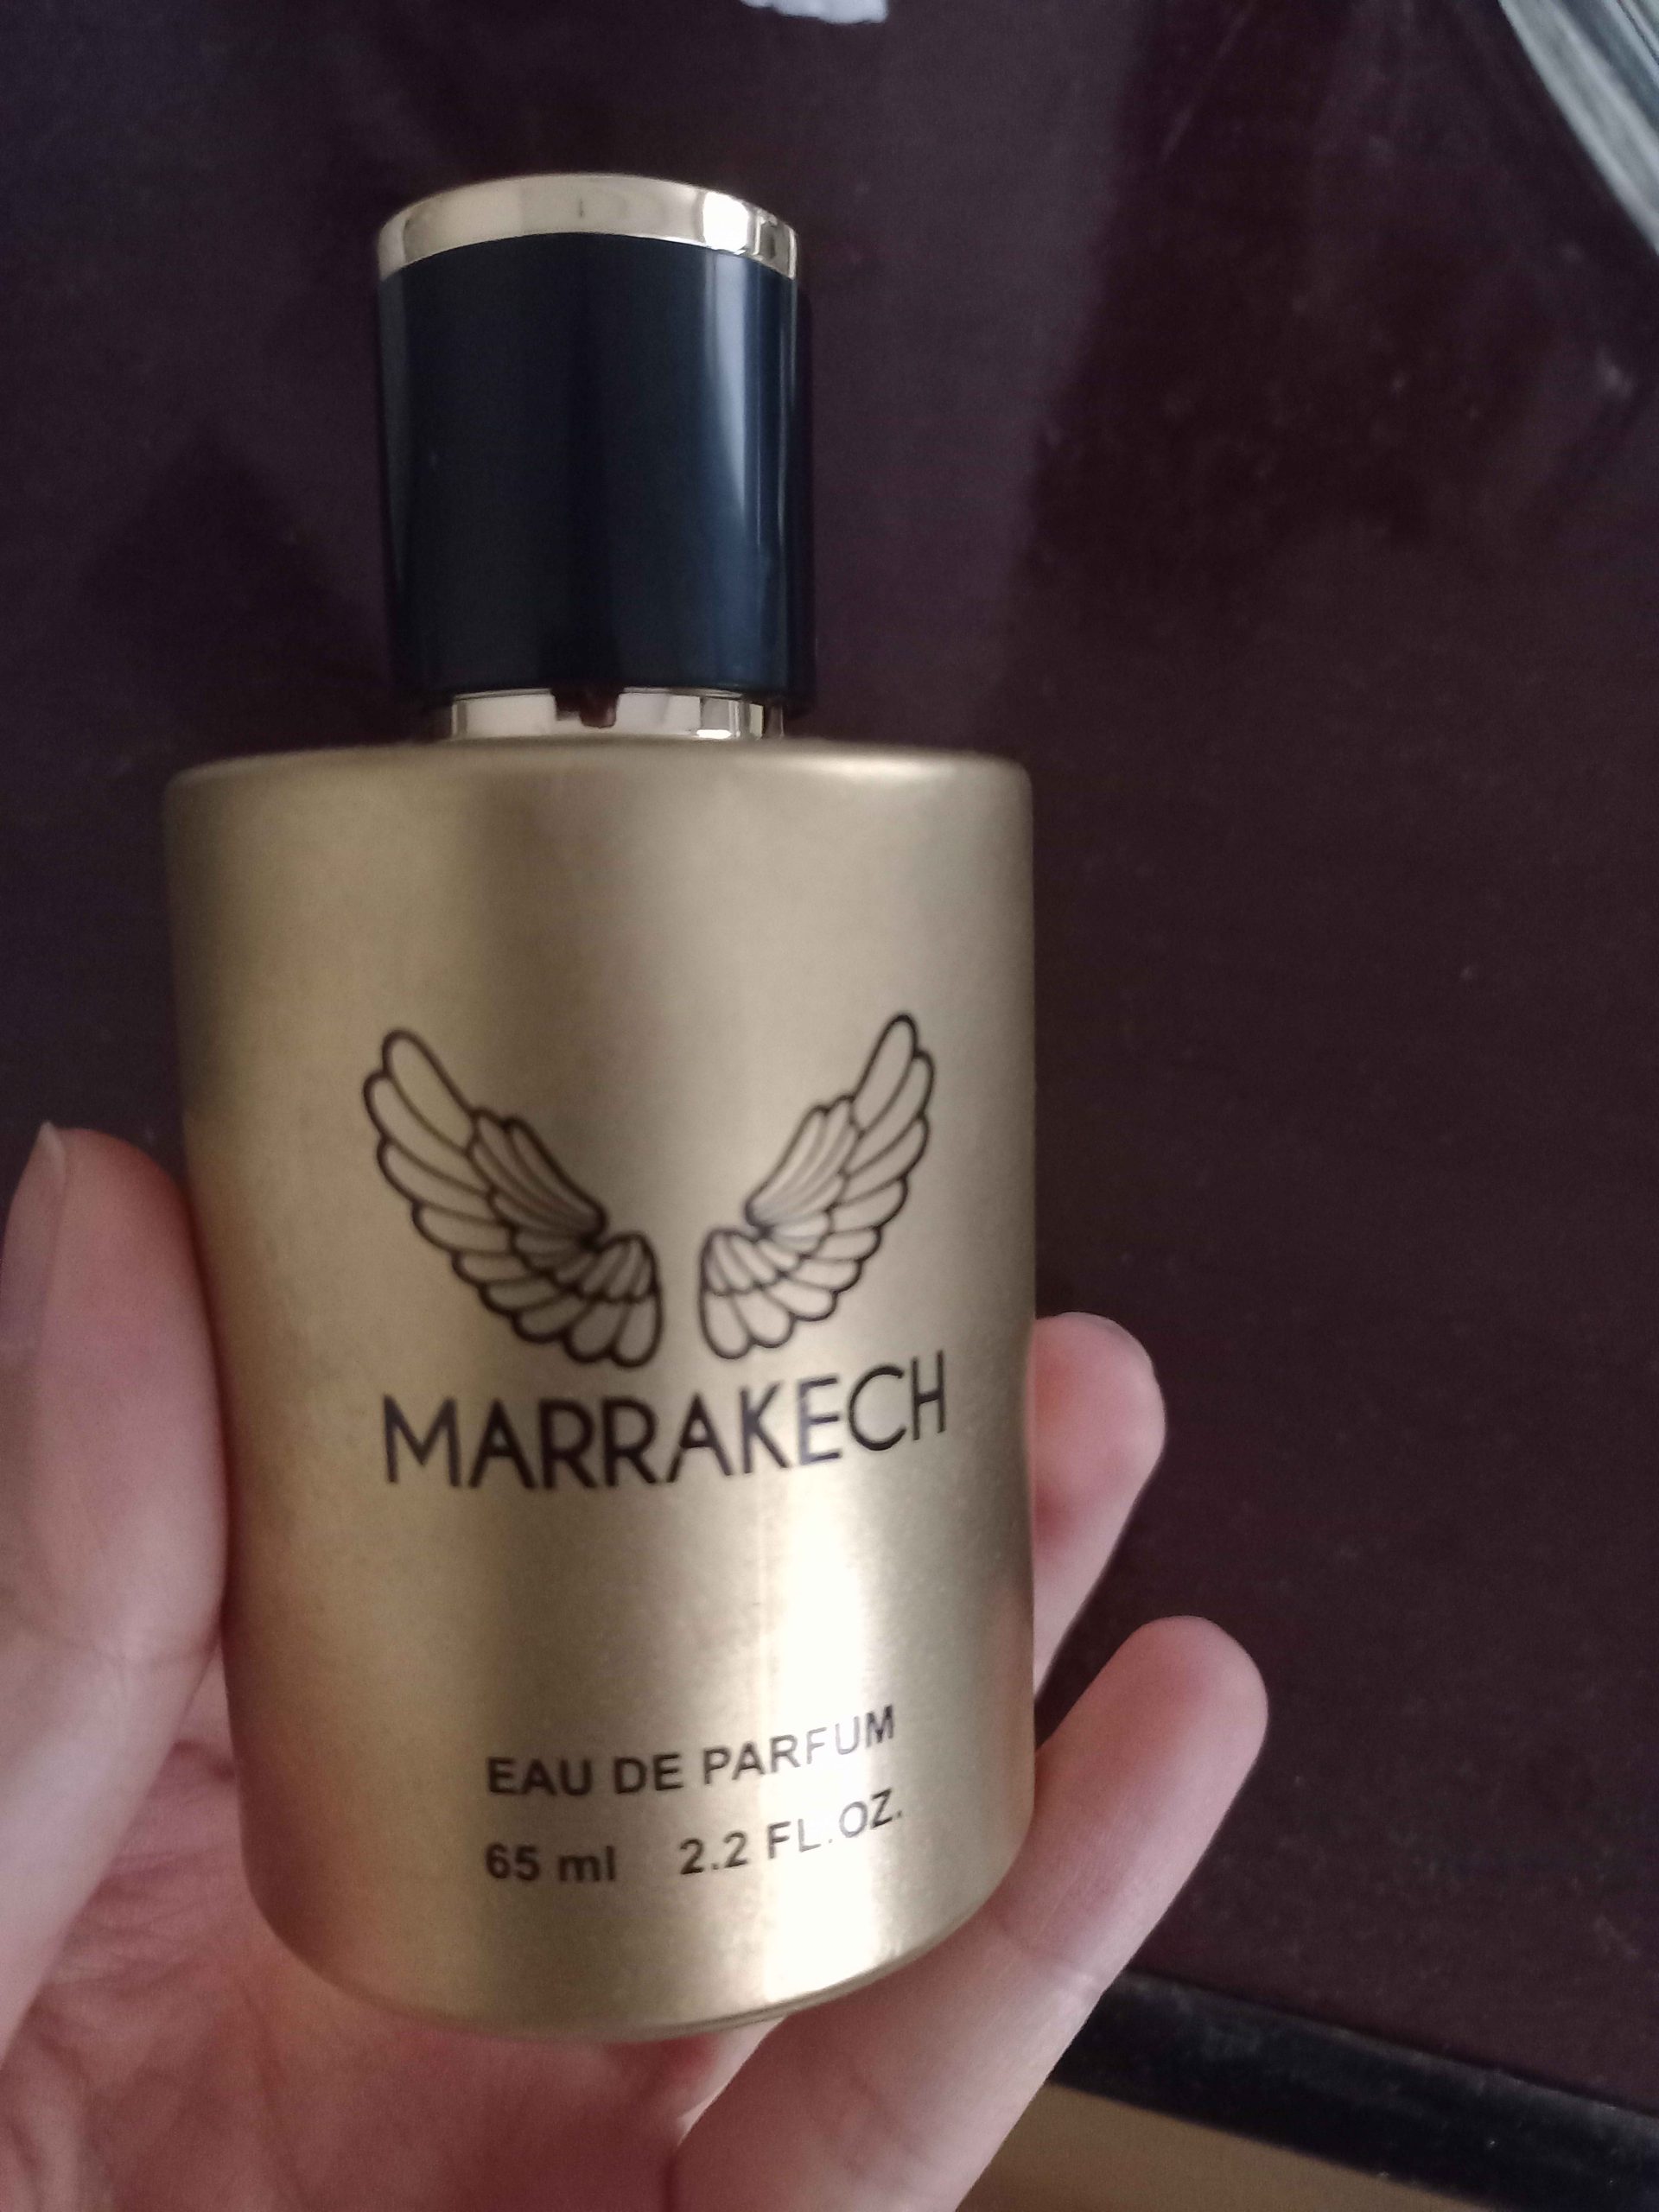 MARRAKECH
EAU DE PARFUM
65 ml 2.2 FL.OZ.